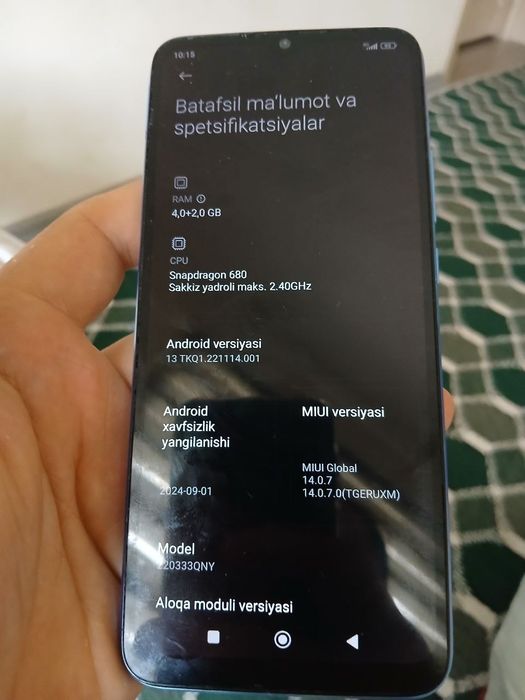 10:15
Batafsil ma'lumot va
spetsifikatsiyalar
RAM
4,0+2,0 GB
CPU
Snapdragon 680
Sakkiz yadroli maks. 2.40GHz
Android versiyasi
13 TKQ1.221114.001
Android
xavfsizlik
yangilanishi
2024-09-01
MIUI versiyasi
MIUI Global
14.0.7
14.0.7.0(TGERUXM)
Model
220333QNY
Aloqa moduli versiyasi